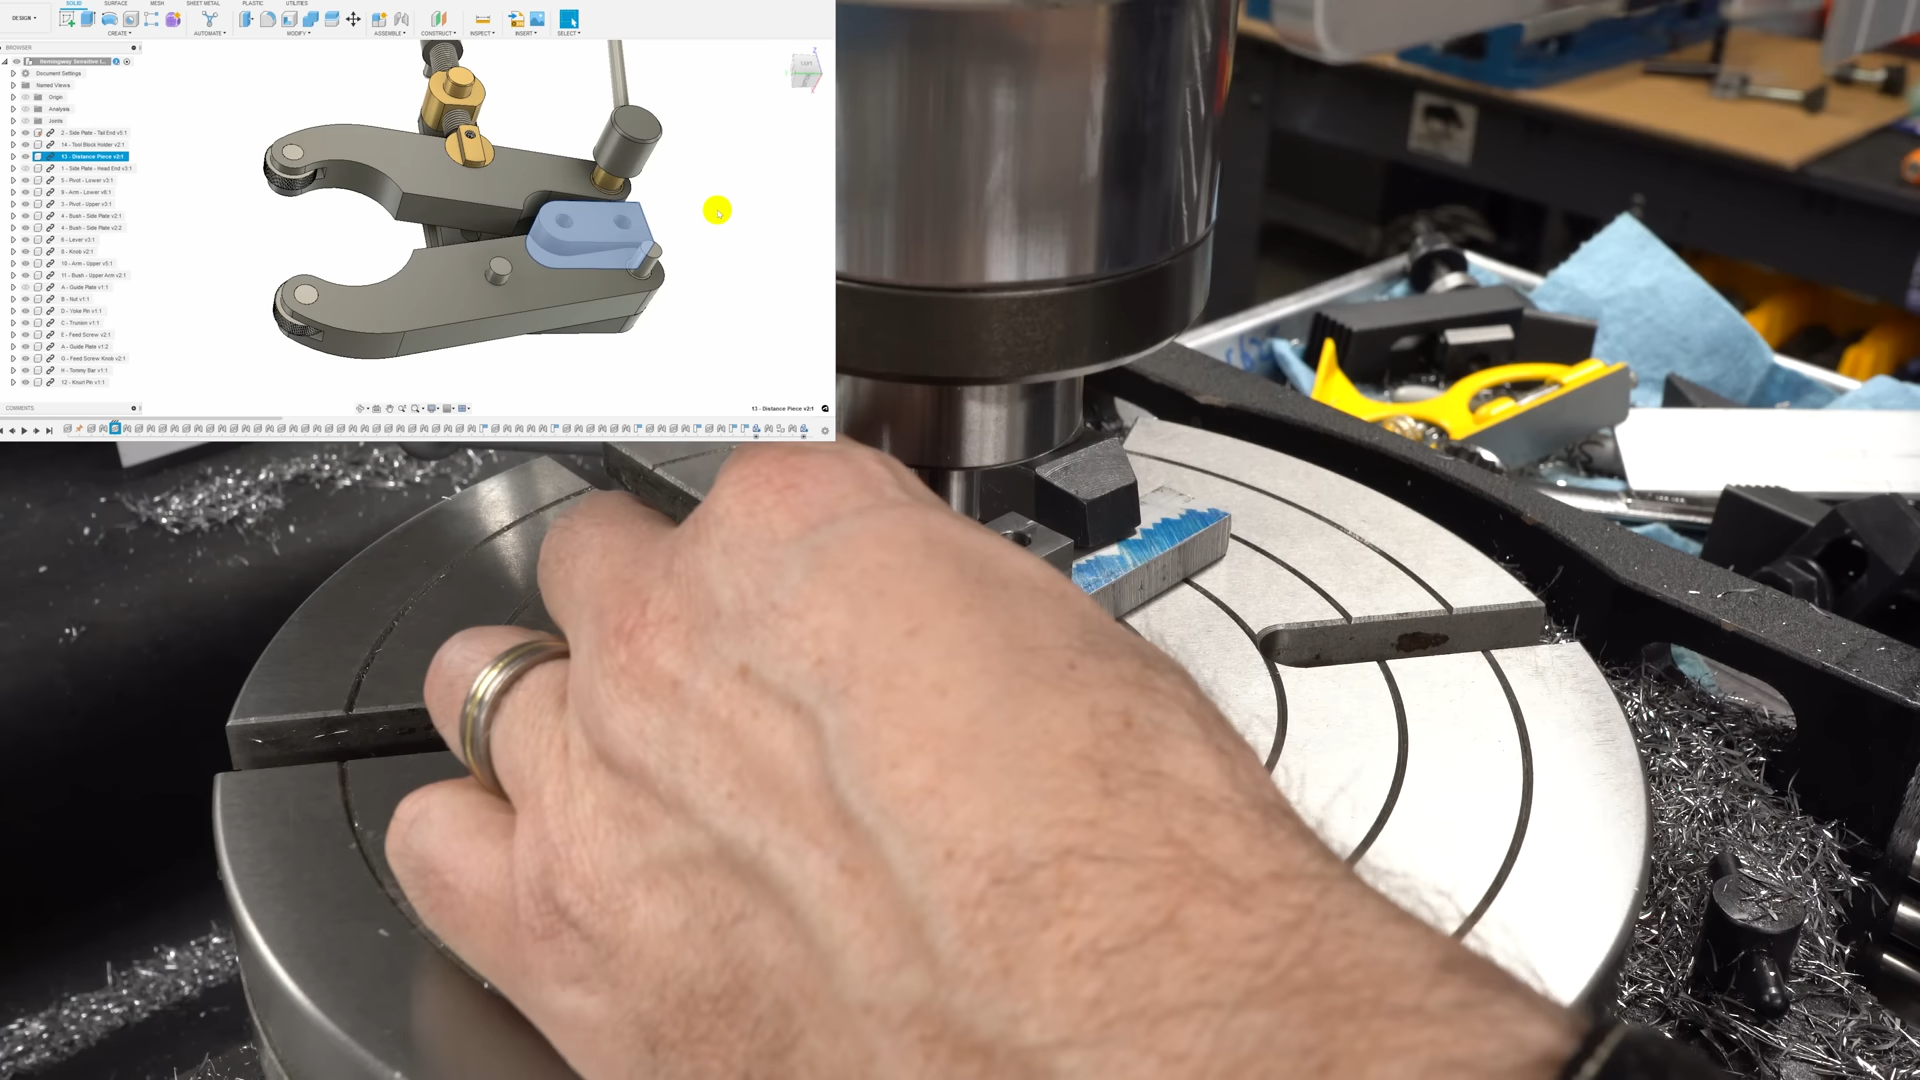 SOLID SURFACE MESH SHEET METAL PLASTIC UTILITIES
DESIGN
CREATE AUTOMATE MODIFY ASSEMBLE CONSTRUCT INSPECT INSERT SELECT
BROWSER
Hemingway Sensitive
Document Settings
Named Views
Origin
Analysis
Joints
2 - Side Plate - Tail End v5:1
14 - Tool Block Holder v2:1
13 - Distance Piece v2:1
1 - Side Plate - Head End v3:1
5 - Pivot - Lower v3:1
9 - Arm - Lower v6:1
3 - Pivot - Upper v3:1
4 - Bush - Side Plate v2:1
4 - Bush - Side Plate v2:2
6 - Lever v3:1
8 - Knob v2:1
10 - Arm - Upper v5:1
11 - Bush - Upper Arm v2:1
A - Guide Plate v1:1
B - Nut v1:1
D - Yoke Pin v1:1
C - Trunion v1:1
E - Feed Screw v2:1
A - Guide Plate v1:2
G - Feed Screw Knob v2:1
H - Tommy Bar v1:1
12 - Knurl Pin v1:1
COMMENTS
13 - Distance Piece v2:1